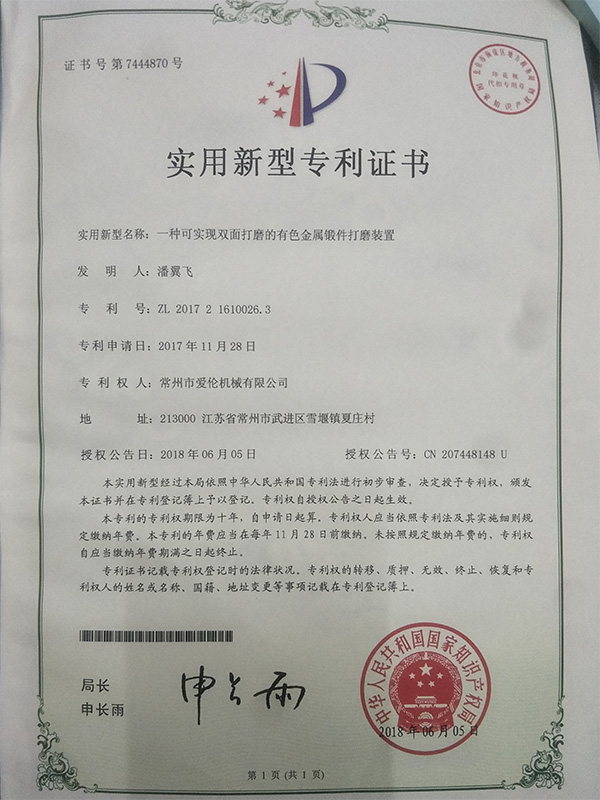 证书号第7444870号
印花税
代扣专用章
国家知识产权局
实用新型专利证书
实用新型名称：一种可实现双面打磨的有色金属锻件打磨装置
发明人：潘翼飞
专利号：ZL 2017 2 1610026.3
专利申请日：2017年11月28日
专利权人：常州市爱伦机械有限公司
地址：213000 江苏省常州市武进区雪堰镇夏庄村
授权公告日：2018年06月05日 授权公告号：CN 207448148 U
本实用新型经过本局依照中华人民共和国专利法进行初步审查，决定授予专利权，颁发
本证书并在专利登记簿上予以登记。专利权自授权公告之日起生效。
本专利的专利权期限为十年，自申请日起算。专利权人应当依照专利法及其实施细则规
定缴纳年费。本专利的年费应当在每年11月28日前缴纳。未按照规定缴纳年费的，专利权
自应当缴纳年费期满之日起终止。
专利证书记载专利权登记时的法律状况。专利权的转移、质押、无效、终止、恢复和专
利权人的姓名或名称、国籍、地址变更等事项记载在专利登记簿上。
局长
申长雨
申长雨
中华人民共和国国家知识产权局
2018年06月05日
第1页(共1页)